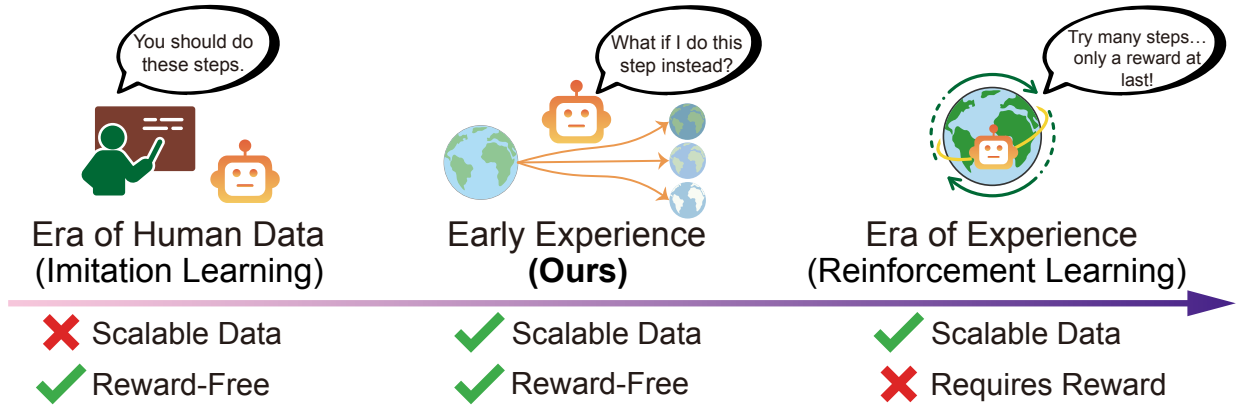 You should do
these steps.
What if I do this
step instead?
Try many steps…
only a reward at
last!
Era of Human Data
(Imitation Learning)
Early Experience
(Ours)
Era of Experience
(Reinforcement Learning)
Scalable Data
Reward-Free
Scalable Data
Reward-Free
Scalable Data
Requires Reward